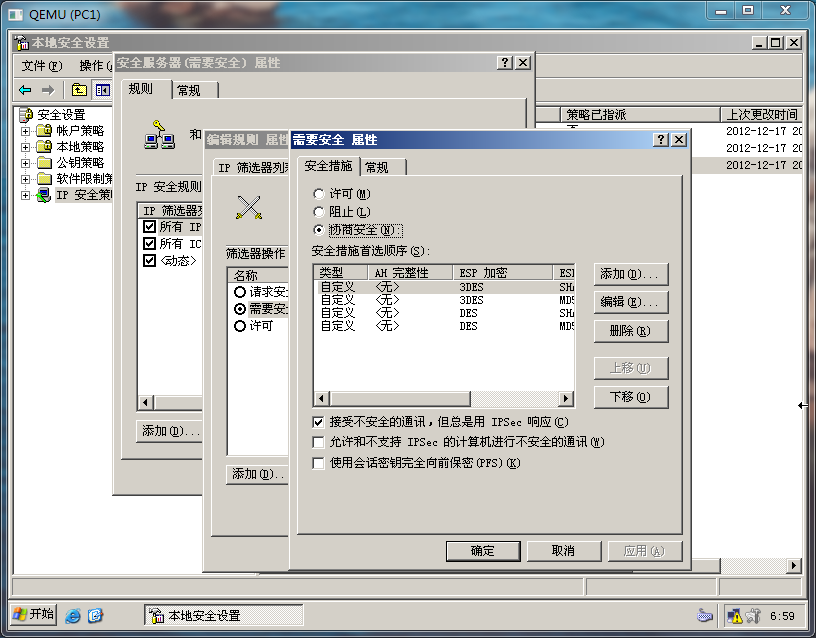 QEMU (PC1)
本地安全设置
文件(F) 操作(
安全服务器(需要安全) 属性
规则 常规
策略已指派 上次更改时间
安全设置
帐户策略
本地策略
公钥策略
软件限制策
IP 安全策
2012-12-17 20
2012-12-17 20
2012-12-17 20
和
IP 安全规则
IP 筛选器列
所有 IP
所有 IC
<动态>
添加(D)...
编辑规则 属性
IP 筛选器列表
筛选器操作
名称
请求安全
需要安全
许可
添加(D)..
需要安全 属性
安全措施 常规
许可(M)
阻止(L)
协商安全(N):
安全措施首选顺序(S):
类型 AH 完整性 ESP 加密 ESP
自定义 <无> 3DES SHA
自定义 <无> 3DES MD5
自定义 <无> DES SHA
自定义 <无> DES MD5
添加(D)...
编辑(E)...
删除(R)
上移(U)
下移(O)
接受不安全的通讯，但总是用 IPSec 响应(C)
允许和不支持 IPSec 的计算机进行不安全的通讯(W)
使用会话密钥完全向前保密(PFS)(K)
确定 取消 应用(A)
开始 本地安全设置 6:59